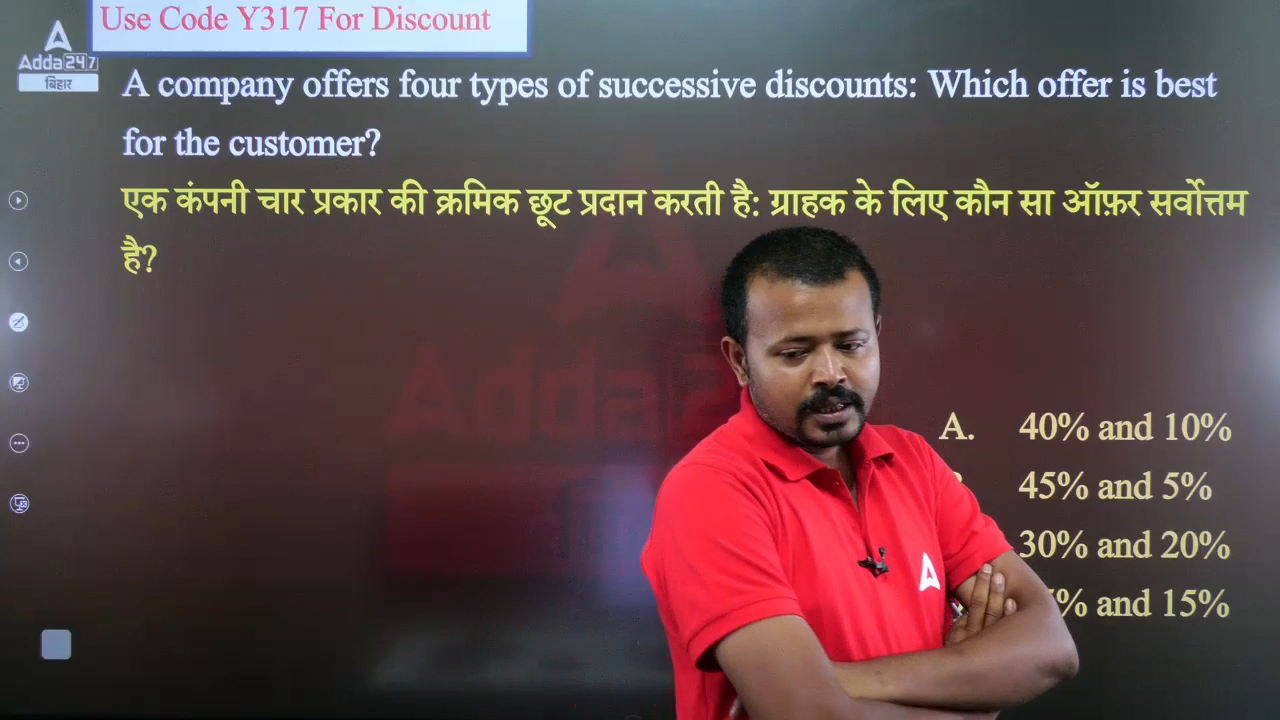 Use Code Y317 For Discount
Adda247
बिहार
A company offers four types of successive discounts: Which offer is best
for the customer?
एक कंपनी चार प्रकार की क्रमिक छूट प्रदान करती है: ग्राहक के लिए कौन सा ऑफ़र सर्वोत्तम
है?
Adda
A. 40% and 10%
45% and 5%
30% and 20%
% and 15%